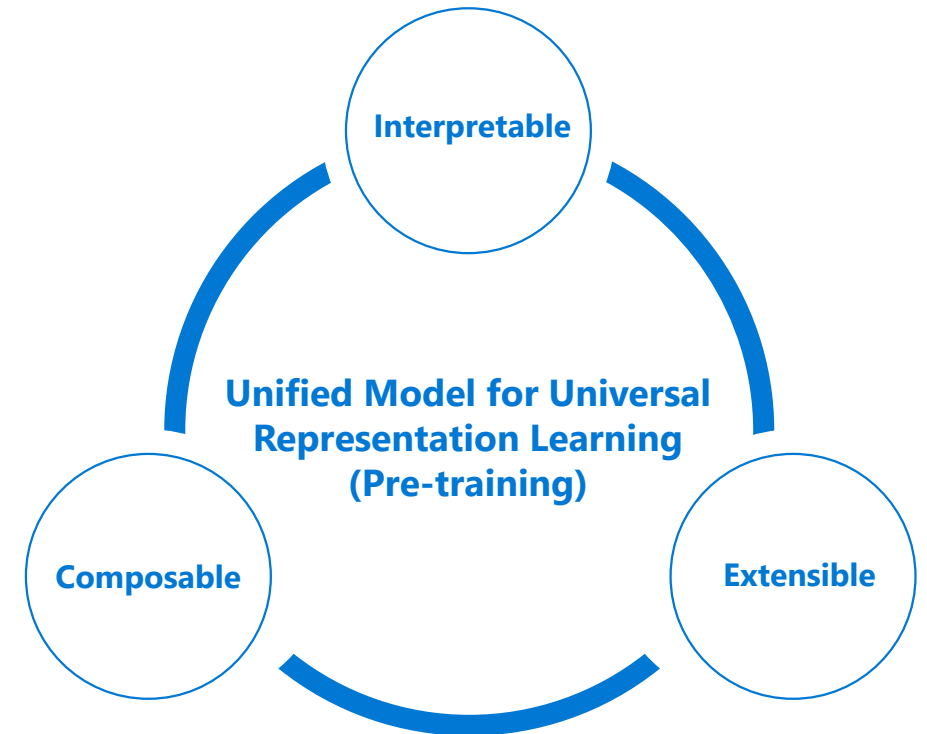 Interpretable
Unified Model for Universal
Representation Learning
(Pre-training)
Composable
Extensible